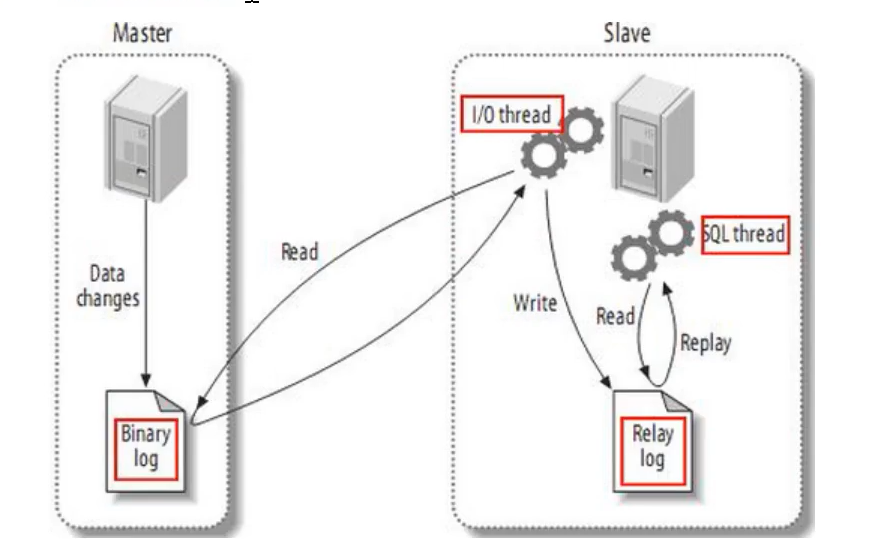 Master
Slave
I/O thread
SQL thread
Read
Data
changes
Write
Read
Replay
Binary
log
Relay
log